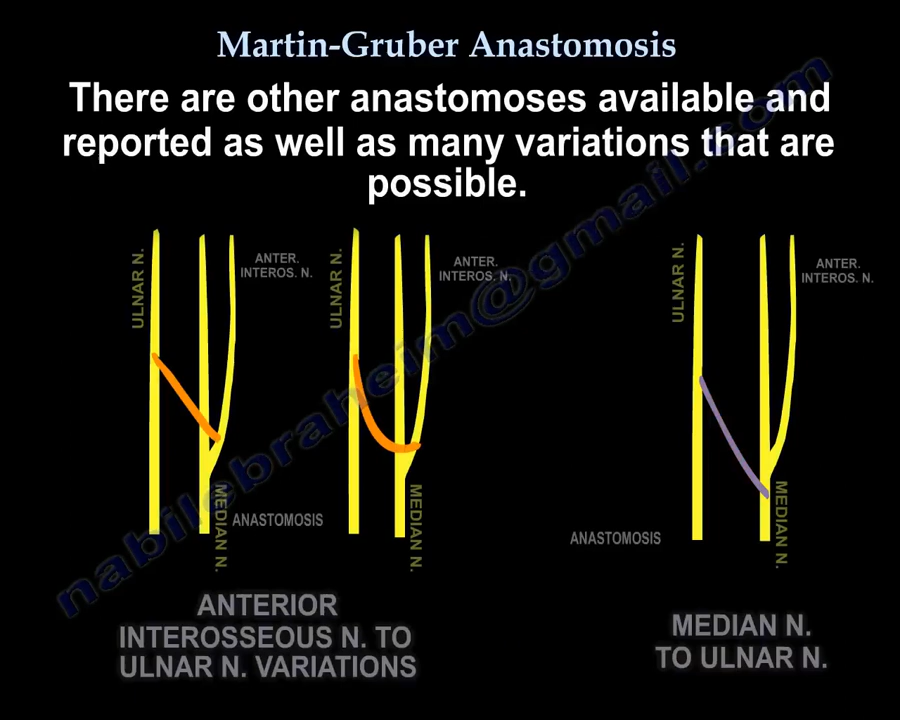 Martin-Gruber Anastomosis
There are other anastomoses available and
reported as well as many variations that are
possible.
ULNAR N.
ANTER.
INTEROS. N.
ULNAR N.
ANTER.
INTEROS. N.
ULNAR N.
ANTER.
INTEROS. N.
MEDIAN N.
ANASTOMOSIS
MEDIAN N.
ANASTOMOSIS
MEDIAN N.
ANTERIOR
INTEROSSEOUS N. TO
ULNAR N. VARIATIONS
MEDIAN N.
TO ULNAR N.
nabilebraheim@gmail.com